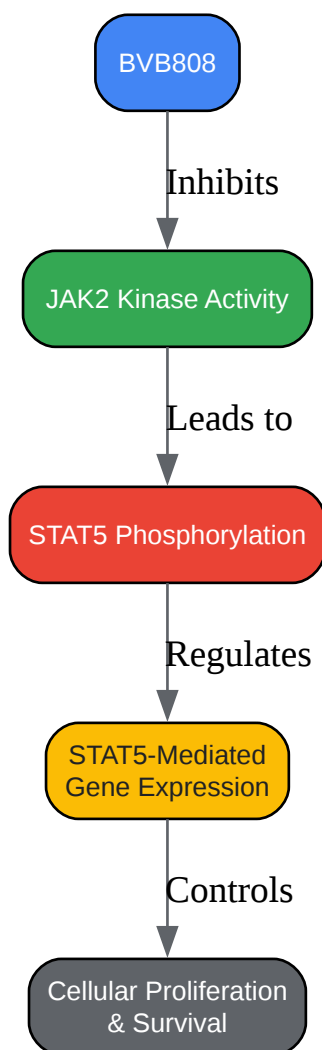 BVB808
Inhibits
JAK2 Kinase Activity
Leads to
STAT5 Phosphorylation
Regulates
STAT5-Mediated
Gene Expression
Controls
Cellular Proliferation
& Survival